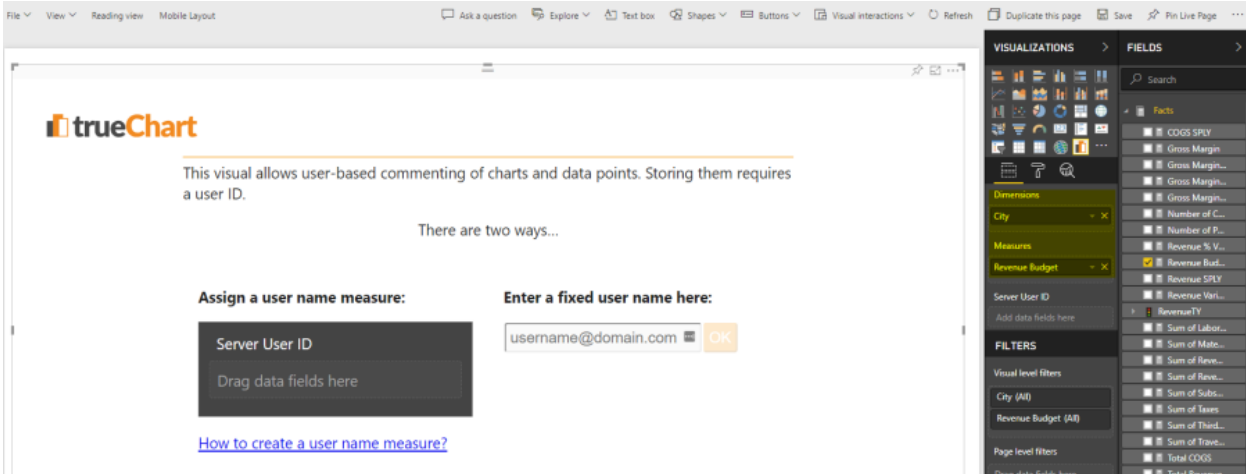 File View Reading view Mobile Layout Ask a question Explore Text box Shapes Buttons Visual interactions Refresh Duplicate this page Save Pin Live Page ...
VISUALIZATIONS
FIELDS
Search
trueChart
This visual allows user-based commenting of charts and data points. Storing them requires
a user ID.
There are two ways...
Assign a user name measure:
Enter a fixed user name here:
Server User ID
Drag data fields here
username@domain.com
OK
How to create a user name measure?
Dimensions
City
Measures
Revenue Budget
Server User ID
Add data fields here
FILTERS
Visual level filters
City (All)
Revenue Budget (All)
Page level filters
Drag data fields here
Facts
COGS SPLY
Gross Margin
Gross Margin...
Gross Margin...
Gross Margin...
Number of C...
Number of P...
Revenue % V...
Revenue Bud...
Revenue SPLY
Revenue Vari...
RevenueTY
Sum of Labor...
Sum of Mate...
Sum of Reve...
Sum of Reve...
Sum of Subs...
Sum of Taxes
Sum of Third...
Sum of Trave...
Total COGS
Total Revenue